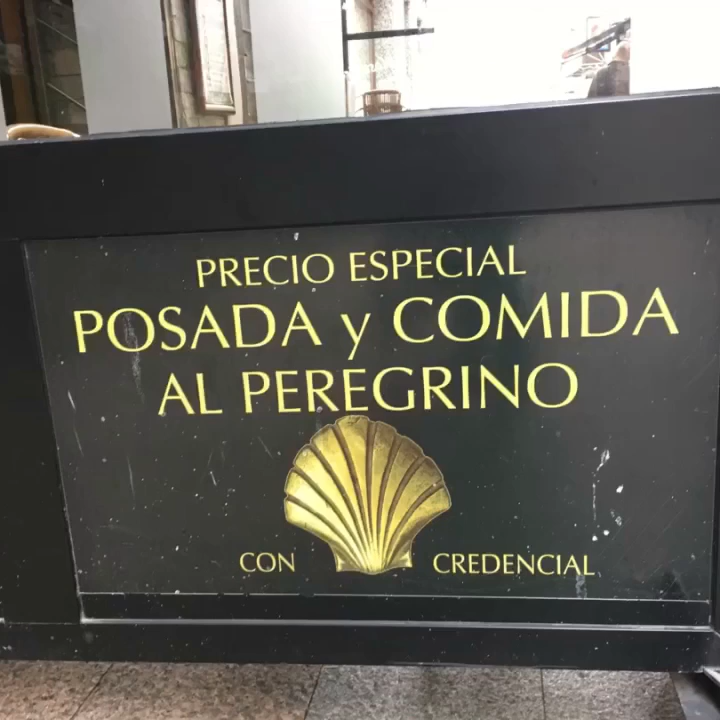 PRECIO ESPECIAL
POSADA y COMIDA
AL PEREGRINO
CON CREDENCIAL